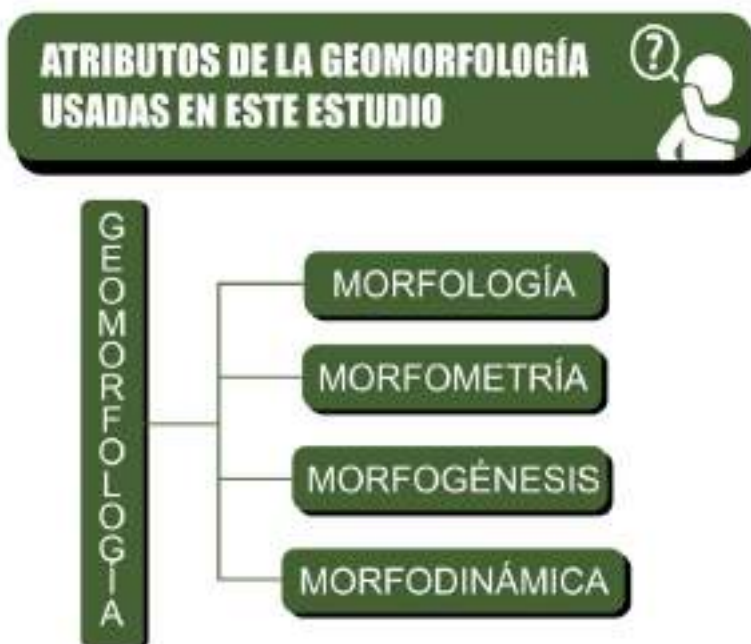 ATRIBUTOS DE LA GEOMORFOLOGÍA
USADAS EN ESTE ESTUDIO
?
GEOMORFOLOGÍA
MORFOLOGÍA
MORFOMETRÍA
MORFOGÉNESIS
MORFODINÁMICA